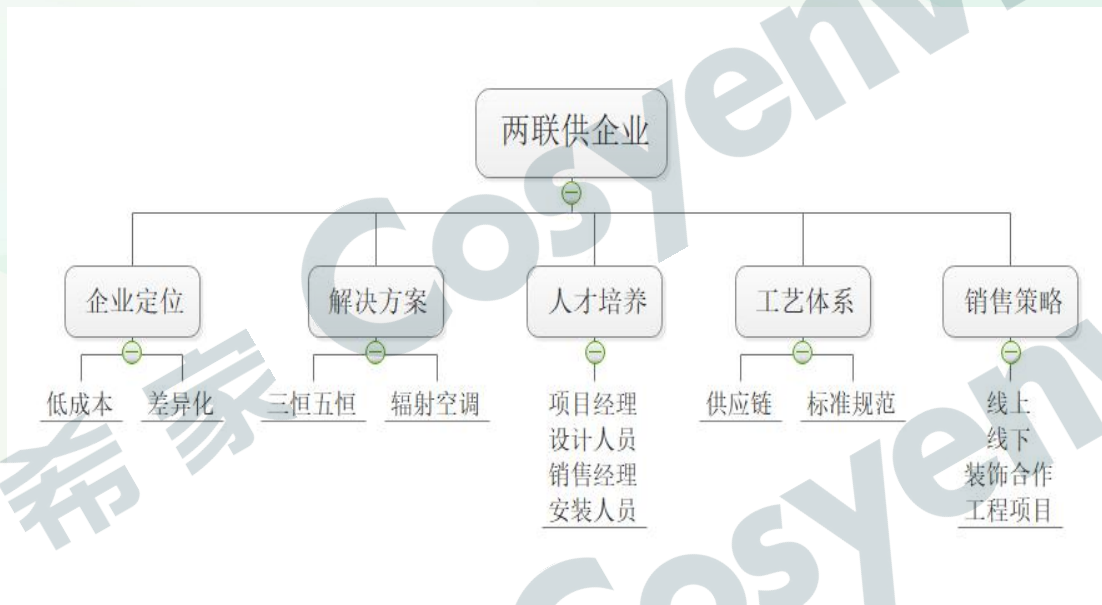 两联供企业
企业定位
解决方案
人才培养
工艺体系
销售策略
低成本
差异化
三恒五恒
辐射空调
项目经理
设计人员
销售经理
安装人员
供应链
标准规范
线上
线下
装饰合作
工程项目
希家 Cosyenv
Cosyenv